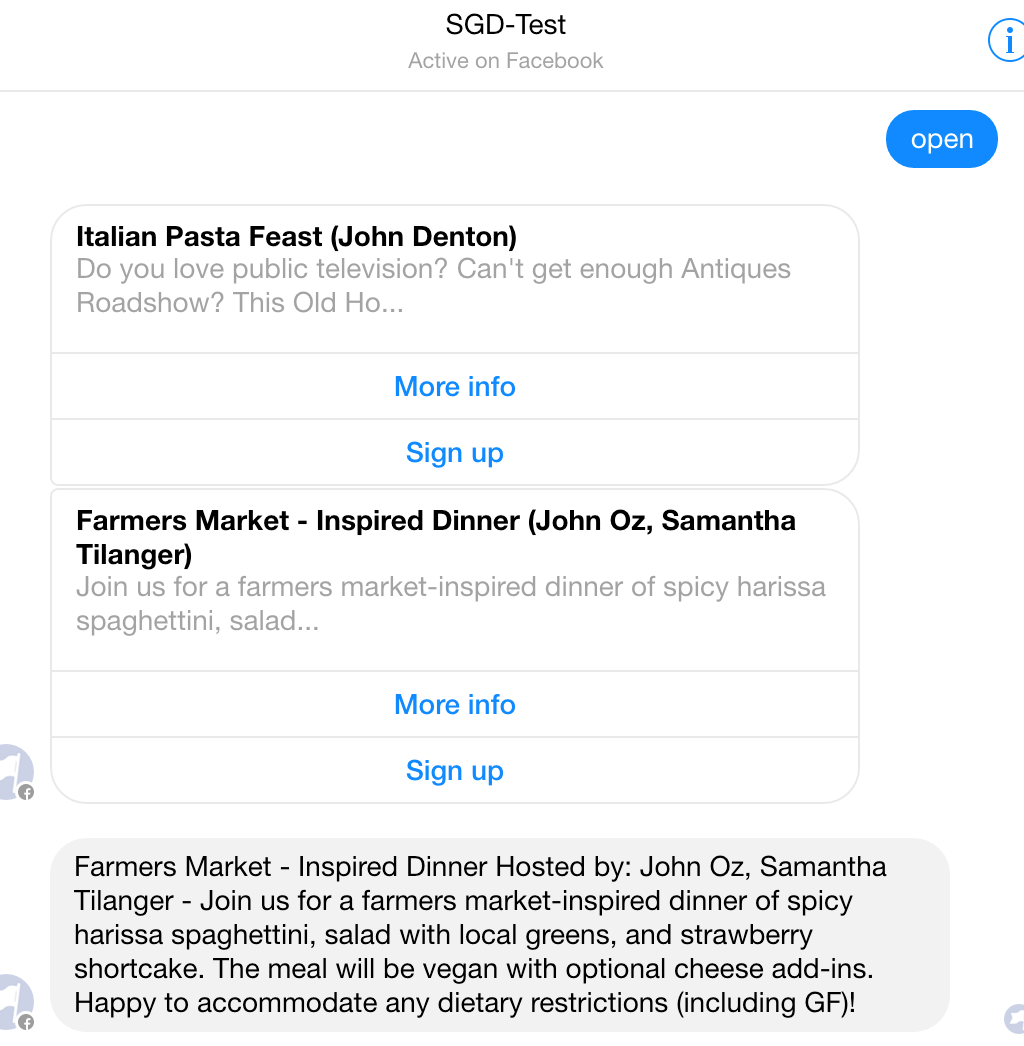 SGD-Test
Active on Facebook
i
open
Italian Pasta Feast (John Denton)
Do you love public television? Can't get enough Antiques
Roadshow? This Old Ho...
More info
Sign up
Farmers Market - Inspired Dinner (John Oz, Samantha
Tilanger)
Join us for a farmers market-inspired dinner of spicy harissa
spaghettini, salad...
More info
Sign up
Farmers Market - Inspired Dinner Hosted by: John Oz, Samantha
Tilanger - Join us for a farmers market-inspired dinner of spicy
harissa spaghettini, salad with local greens, and strawberry
shortcake. The meal will be vegan with optional cheese add-ins.
Happy to accommodate any dietary restrictions (including GF)!